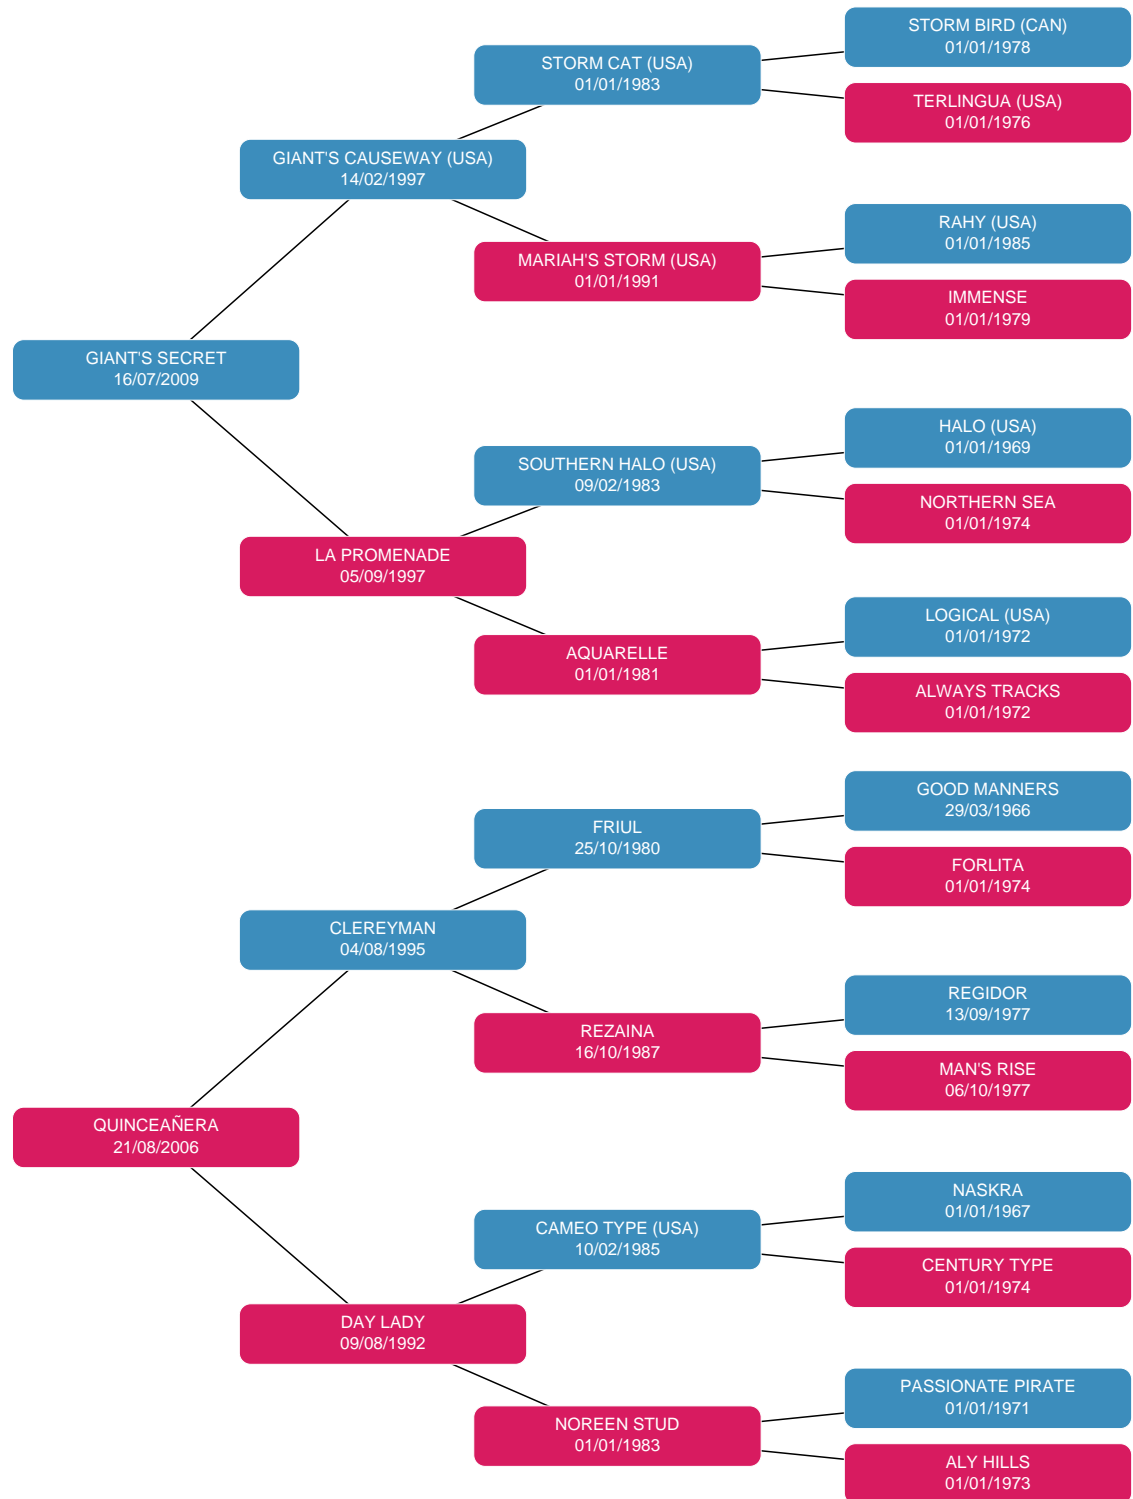 STORM BIRD (CAN)
01/01/1978
STORM CAT (USA)
01/01/1983
TERLINGUA (USA)
01/01/1976
GIANT'S CAUSEWAY (USA)
14/02/1997
RAHY (USA)
01/01/1985
MARIAH'S STORM (USA)
01/01/1991
IMMENSE
01/01/1979
GIANT'S SECRET
16/07/2009
HALO (USA)
01/01/1969
SOUTHERN HALO (USA)
09/02/1983
NORTHERN SEA
01/01/1974
LA PROMENADE
05/09/1997
LOGICAL (USA)
01/01/1972
AQUARELLE
01/01/1981
ALWAYS TRACKS
01/01/1972
GOOD MANNERS
29/03/1966
FRIUL
25/10/1980
FORLITA
01/01/1974
CLEREYMAN
04/08/1995
REGIDOR
13/09/1977
REZAINA
16/10/1987
MAN'S RISE
06/10/1977
QUINCEAÑERA
21/08/2006
NASKRA
01/01/1967
CAMEO TYPE (USA)
10/02/1985
CENTURY TYPE
01/01/1974
DAY LADY
09/08/1992
PASSIONATE PIRATE
01/01/1971
NOREEN STUD
01/01/1983
ALY HILLS
01/01/1973